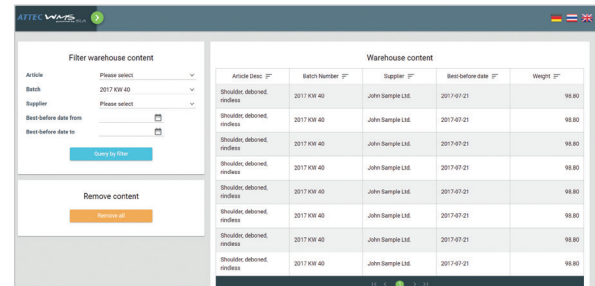 ATTEC WMS
Filter warehouse content
Article Please select
Batch 2017 KW 40
Supplier Please select
Best-before date from
Best-before date to
Query by filter
Remove content
Remove all
Warehouse content
Article Desc Batch Number Supplier Best-before date Weight
Shoulder, deboned, rindless 2017 KW 40 John Sample Ltd. 2017-07-21 98.80
Shoulder, deboned, rindless 2017 KW 40 John Sample Ltd. 2017-07-21 98.80
Shoulder, deboned, rindless 2017 KW 40 John Sample Ltd. 2017-07-21 98.80
Shoulder, deboned, rindless 2017 KW 40 John Sample Ltd. 2017-07-21 98.80
Shoulder, deboned, rindless 2017 KW 40 John Sample Ltd. 2017-07-21 98.80
Shoulder, deboned, rindless 2017 KW 40 John Sample Ltd. 2017-07-21 98.80
Shoulder, deboned, rindless 2017 KW 40 John Sample Ltd. 2017-07-21 98.80
Shoulder, deboned, rindless 2017 KW 40 John Sample Ltd. 2017-07-21 98.80
1